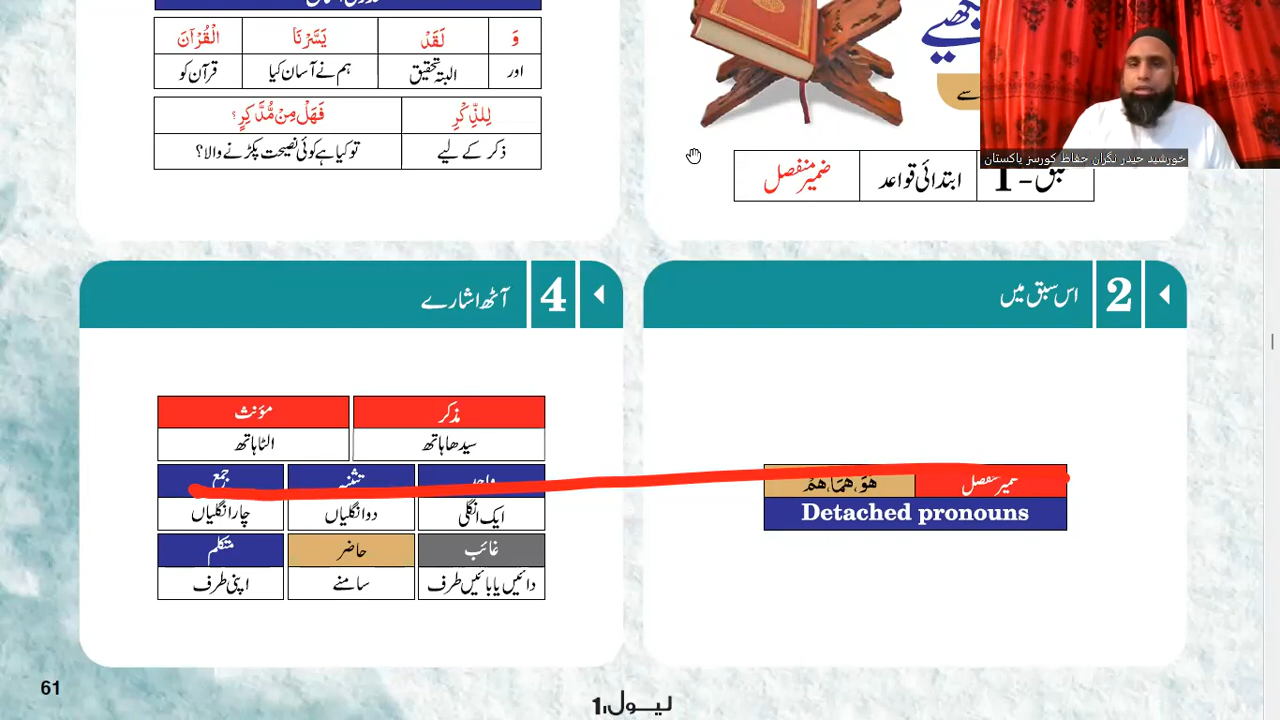 وَ لَقَدْ يَسَّرْنَا الْقُرْآنَ
اور البتہ تحقیق ہم نے آسان کیا قرآن کو
لِلذِّكْرِ فَهَلْ مِنْ مُّدَّكِرٍ؟
ذکر کے لیے تو کیا ہے کوئی نصیحت پکڑنے والا؟
سے
خورشید حیدر نگران حفاظ کورسز پاکستان
1- ابتدائی قواعد ضمیر منفصل
2 اس سبق میں
ضمیر منفصل هُوَ، هُمَا، هُمْ
Detached pronouns
4 آٹھ اشارے
مذکر مؤنث
سیدھا ہاتھ الٹا ہاتھ
واحد تثنیہ جمع
ایک انگلی دو انگلیاں چار انگلیاں
غائب حاضر متکلم
دائیں یا بائیں طرف سامنے اپنی طرف
61
لیول 1